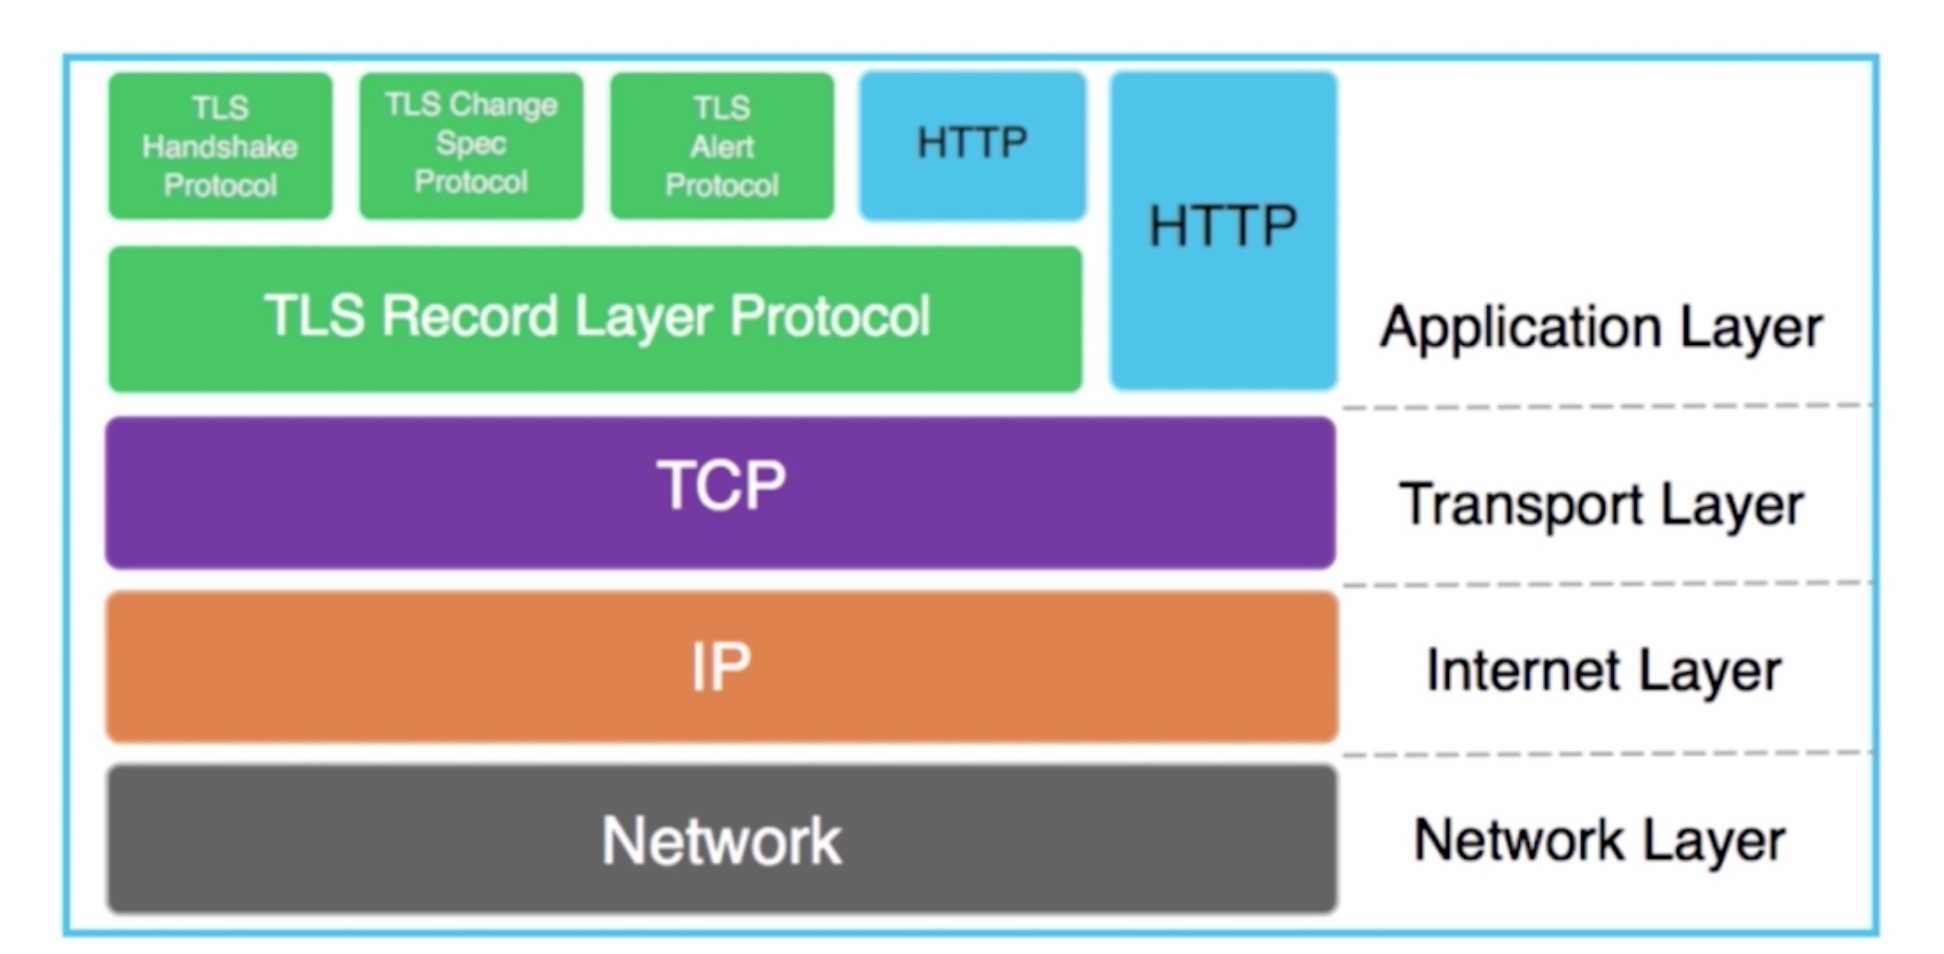 TLS
Handshake
Protocol
TLS Change
Spec
Protocol
TLS
Alert
Protocol
HTTP
HTTP
TLS Record Layer Protocol
Application Layer
TCP
Transport Layer
IP
Internet Layer
Network
Network Layer